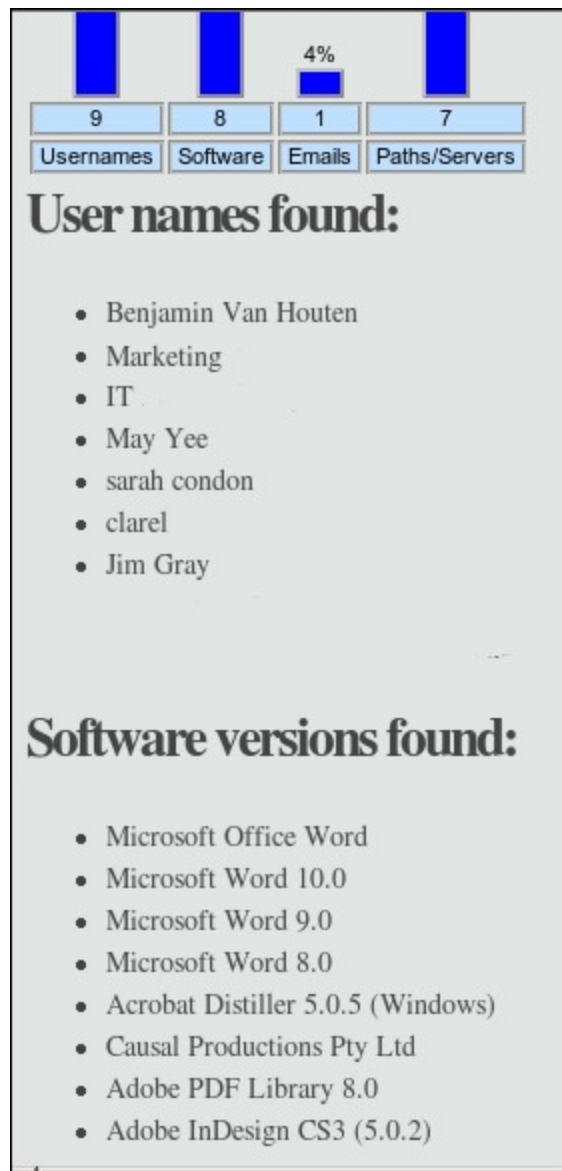 4%
9 8 1 7
Usernames Software Emails Paths/Servers
User names found:
• Benjamin Van Houten
• Marketing
• IT
• May Yee
• sarah condon
• clarel
• Jim Gray
Software versions found:
• Microsoft Office Word
• Microsoft Word 10.0
• Microsoft Word 9.0
• Microsoft Word 8.0
• Acrobat Distiller 5.0.5 (Windows)
• Causal Productions Pty Ltd
• Adobe PDF Library 8.0
• Adobe InDesign CS3 (5.0.2)